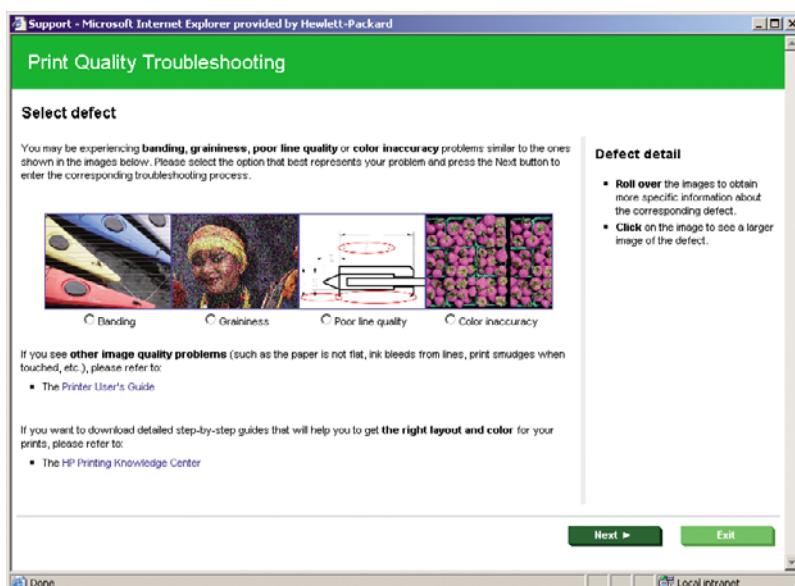 Support - Microsoft Internet Explorer provided by Hewlett-Packard
Print Quality Troubleshooting
Select defect
You may be experiencing banding, graininess, poor line quality or color inaccuracy problems similar to the ones
shown in the images below. Please select the option that best represents your problem and press the Next button to
enter the corresponding troubleshooting process.
Banding
Graininess
Poor line quality
Color inaccuracy
If you see other image quality problems (such as the paper is not flat, ink bleeds from lines, print smudges when
touched, etc.), please refer to:
▪ The Printer User's Guide
If you want to download detailed step-by-step guides that will help you to get the right layout and color for your
prints, please refer to:
▪ The HP Printing Knowledge Center
Defect detail
▪ Roll over the images to obtain
more specific information about
the corresponding defect.
▪ Click on the image to see a larger
image of the defect.
Next ►
Exit
Done
Local intranet